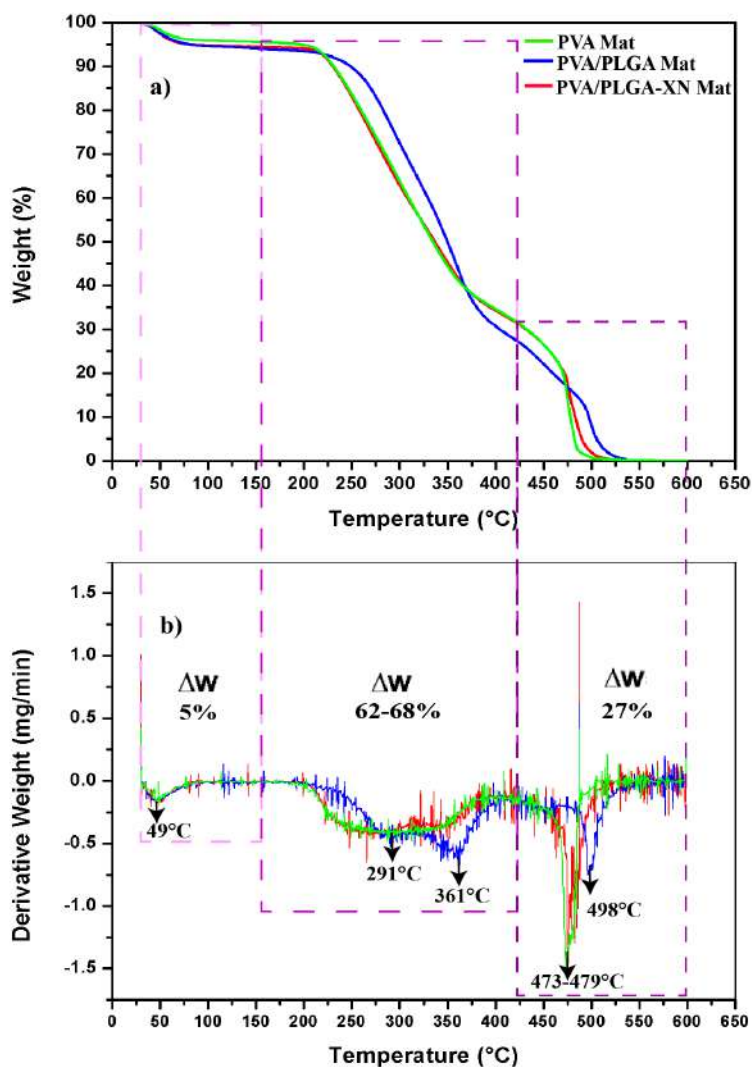 100
90
80
70
60
50
40
30
20
10
0
Weight (%)
a)
PVA Mat
PVA/PLGA Mat
PVA/PLGA-XN Mat
0 50 100 150 200 250 300 350 400 450 500 550 600 650
Temperature (°C)
1.5
1.0
0.5
0.0
-0.5
-1.0
-1.5
Derivative Weight (mg/min)
b)
ΔW
5%
ΔW
62-68%
ΔW
27%
49°C
291°C
361°C
498°C
473-479°C
0 50 100 150 200 250 300 350 400 450 500 550 600 650
Temperature (°C)